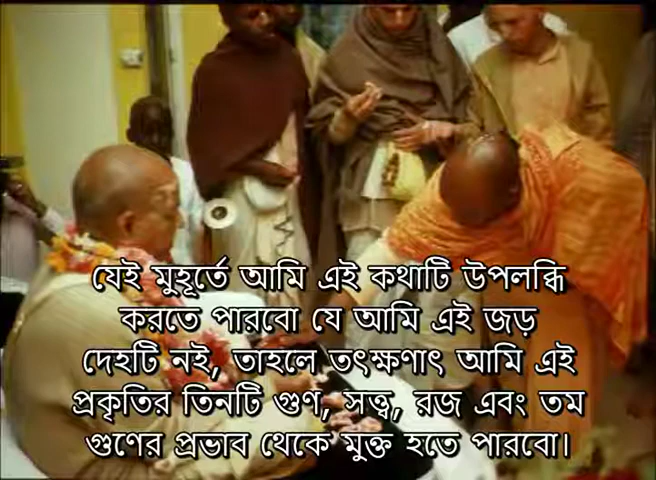 যেই মুহূর্তে আমি এই কথাটি উপলব্ধি
করতে পারবো যে আমি এই জড়
দেহটি নই, তাহলে তৎক্ষণাৎ আমি এই
প্রকৃতির তিনটি গুণ, সত্ত্ব, রজ এবং তম
গুণের প্রভাব থেকে মুক্ত হতে পারবো।